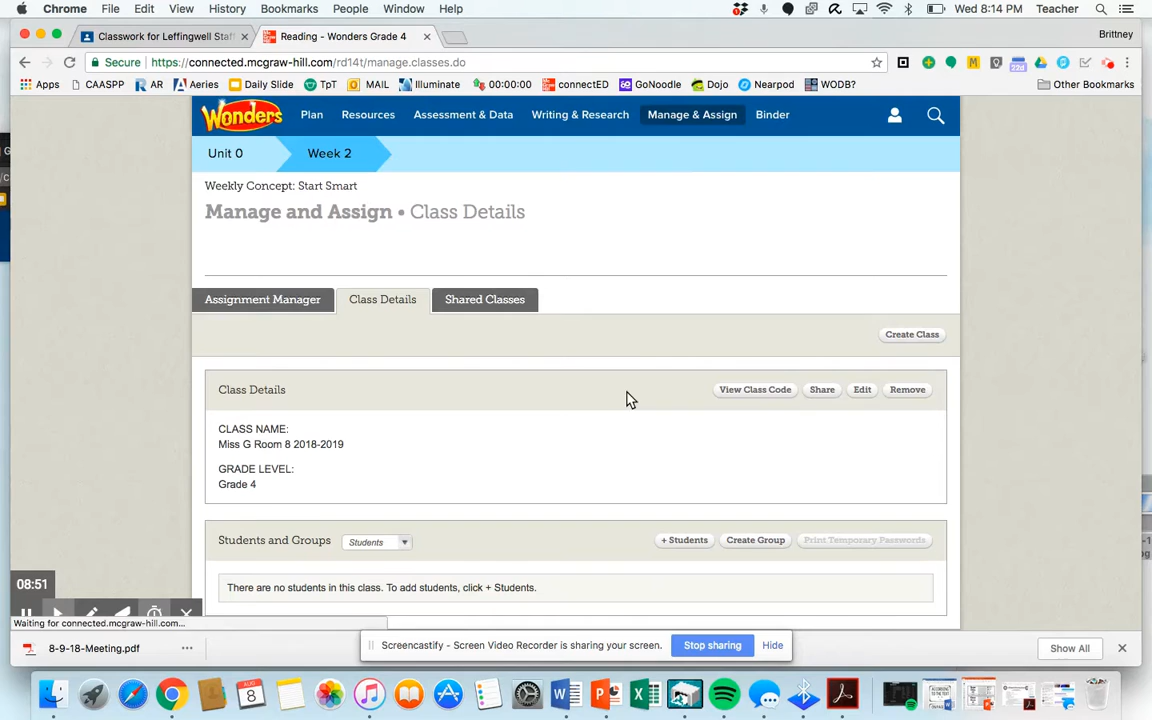 Chrome File Edit View History Bookmarks People Window Help Wed 8:14 PM Teacher
Classwork for Leffingwell Staff Reading - Wonders Grade 4 Brittney
Secure https://connected.mcgraw-hill.com/rd14t/manage.classes.do
Apps CAASPP AR Aeries Daily Slide TpT MAIL Illuminate 00:00:00 connectED GoNoodle Dojo Nearpod WODB? Other Bookmarks
Wonders Plan Resources Assessment & Data Writing & Research Manage & Assign Binder
Unit 0 Week 2
Weekly Concept: Start Smart
Manage and Assign • Class Details
Assignment Manager Class Details Shared Classes
Create Class
Class Details View Class Code Share Edit Remove
CLASS NAME:
Miss G Room 8 2018-2019
GRADE LEVEL:
Grade 4
Students and Groups Students + Students Create Group Print Temporary Passwords
08:51
There are no students in this class. To add students, click + Students.
Waiting for connected.mcgraw-hill.com...
Screencastify - Screen Video Recorder is sharing your screen. Stop sharing Hide
8-9-18-Meeting.pdf Show All
AUG
8